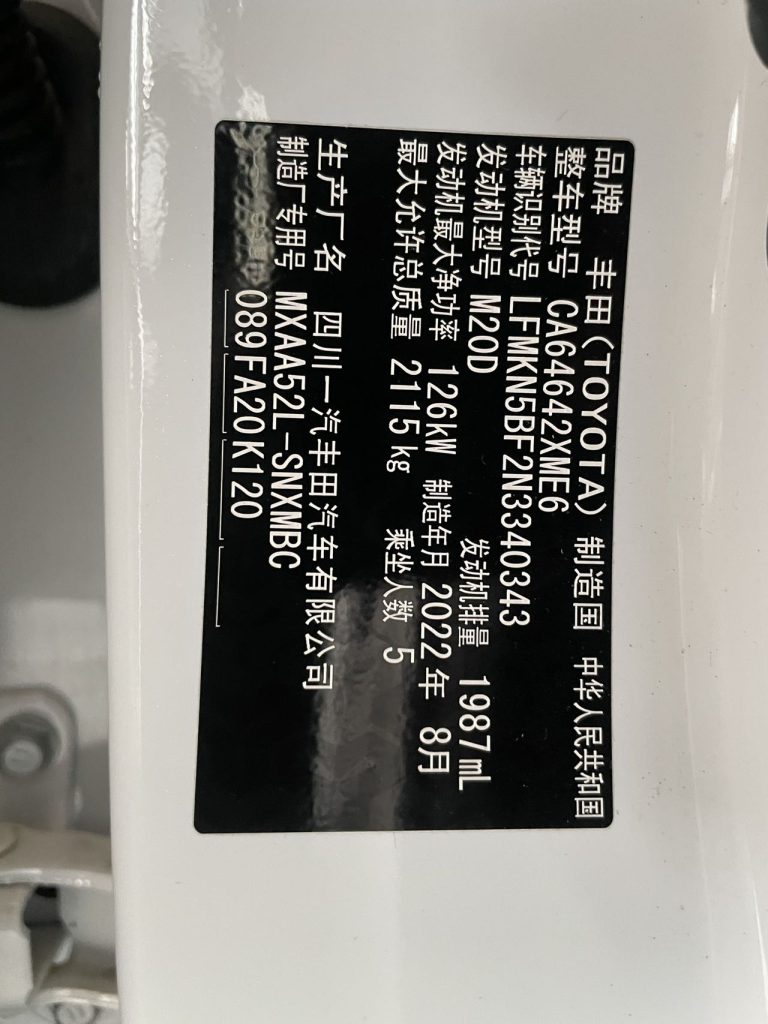 品牌 丰田(TOYOTA) 制造国 中华人民共和国
整车型号 CA64642XME6
车辆识别代号 LFMKN5BF2N3340343
发动机型号 M20D 发动机排量 1987mL
发动机最大净功率 126kW 制造年月 2022年 8月
最大允许总质量 2115kg 乘坐人数 5
生产厂名 四川一汽丰田汽车有限公司
制造厂专用号 MXAA52L-SNXMBC
089FA20K120